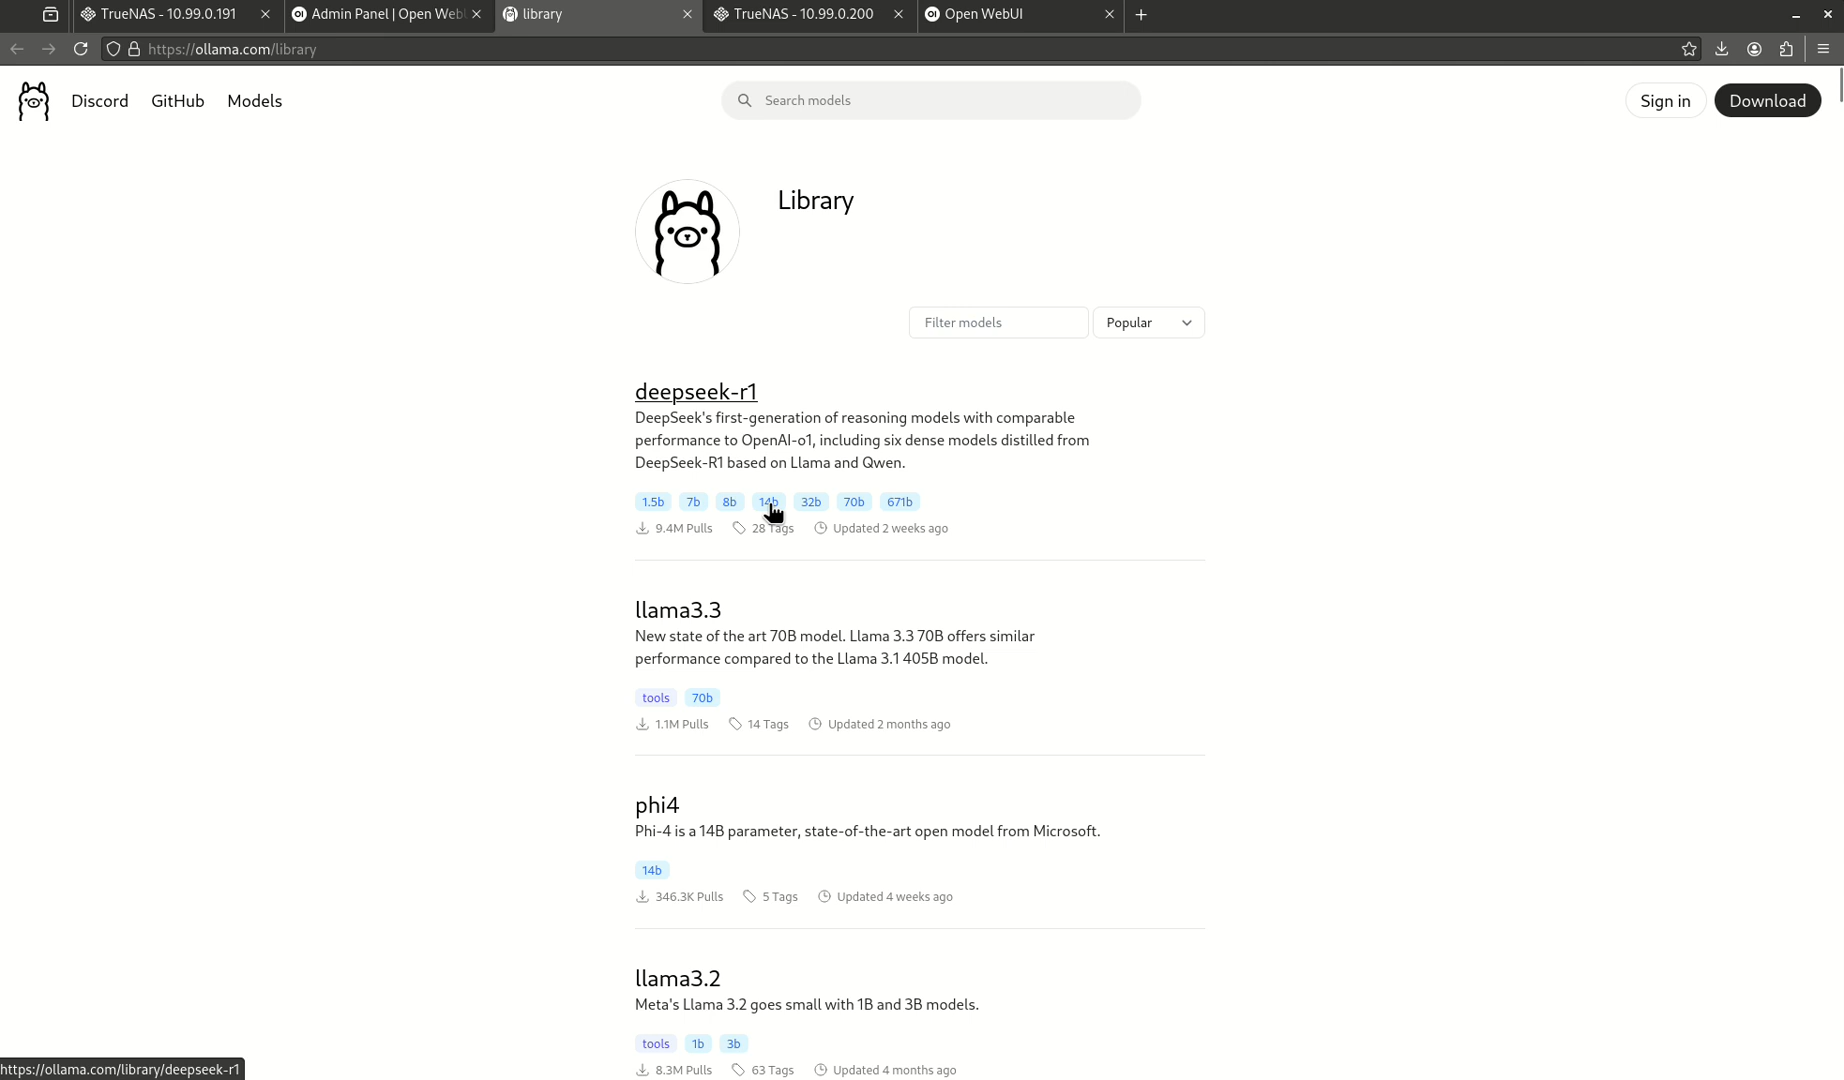 TrueNAS - 10.99.0.191
Admin Panel | Open Web
library
TrueNAS - 10.99.0.200
OI Open WebUI
https://ollama.com/library
Discord GitHub Models
Search models
Sign in Download
Library
Filter models Popular
deepseek-r1
DeepSeek's first-generation of reasoning models with comparable
performance to OpenAI-o1, including six dense models distilled from
DeepSeek-R1 based on Llama and Qwen.
1.5b 7b 8b 14b 32b 70b 671b
9.4M Pulls 28 Tags Updated 2 weeks ago
llama3.3
New state of the art 70B model. Llama 3.3 70B offers similar
performance compared to the Llama 3.1 405B model.
tools 70b
1.1M Pulls 14 Tags Updated 2 months ago
phi4
Phi-4 is a 14B parameter, state-of-the-art open model from Microsoft.
14b
346.3K Pulls 5 Tags Updated 4 weeks ago
llama3.2
Meta's Llama 3.2 goes small with 1B and 3B models.
tools 1b 3b
8.3M Pulls 63 Tags Updated 4 months ago
https://ollama.com/library/deepseek-r1